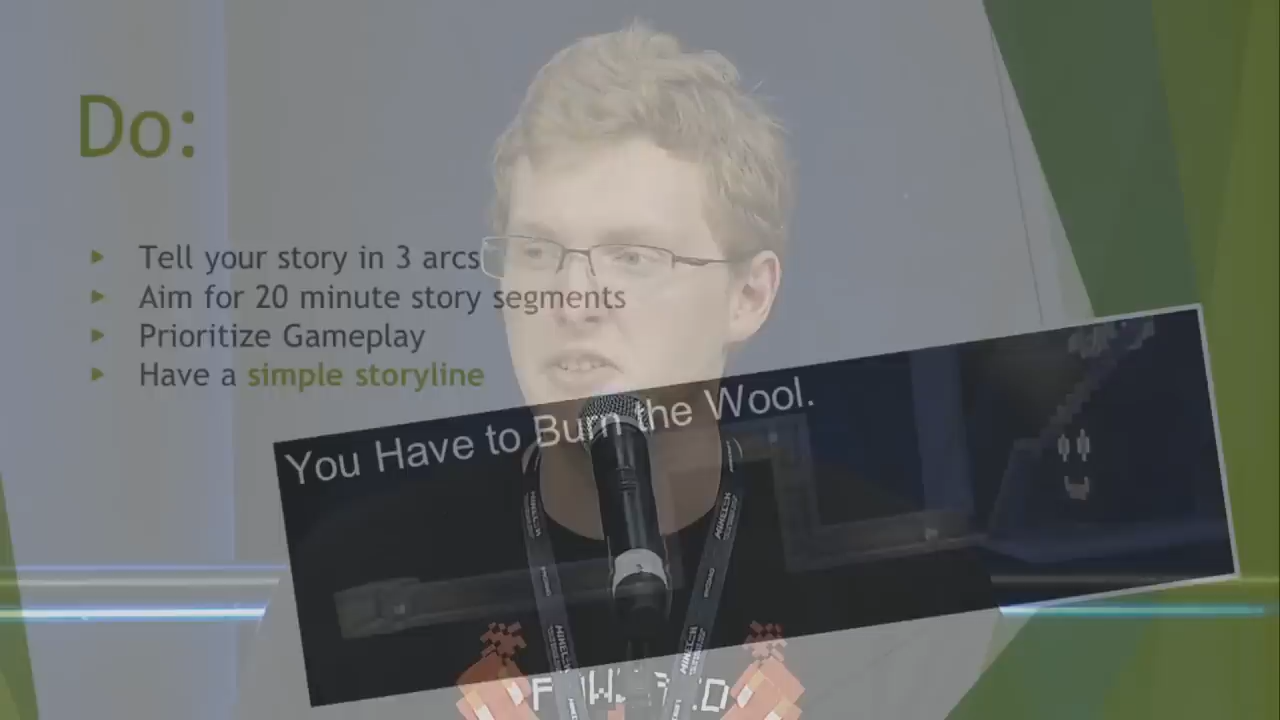 Do:
Tell your story in 3 arcs
Aim for 20 minute story segments
Prioritize Gameplay
Have a simple storyline
You Have to Burn the Wool.